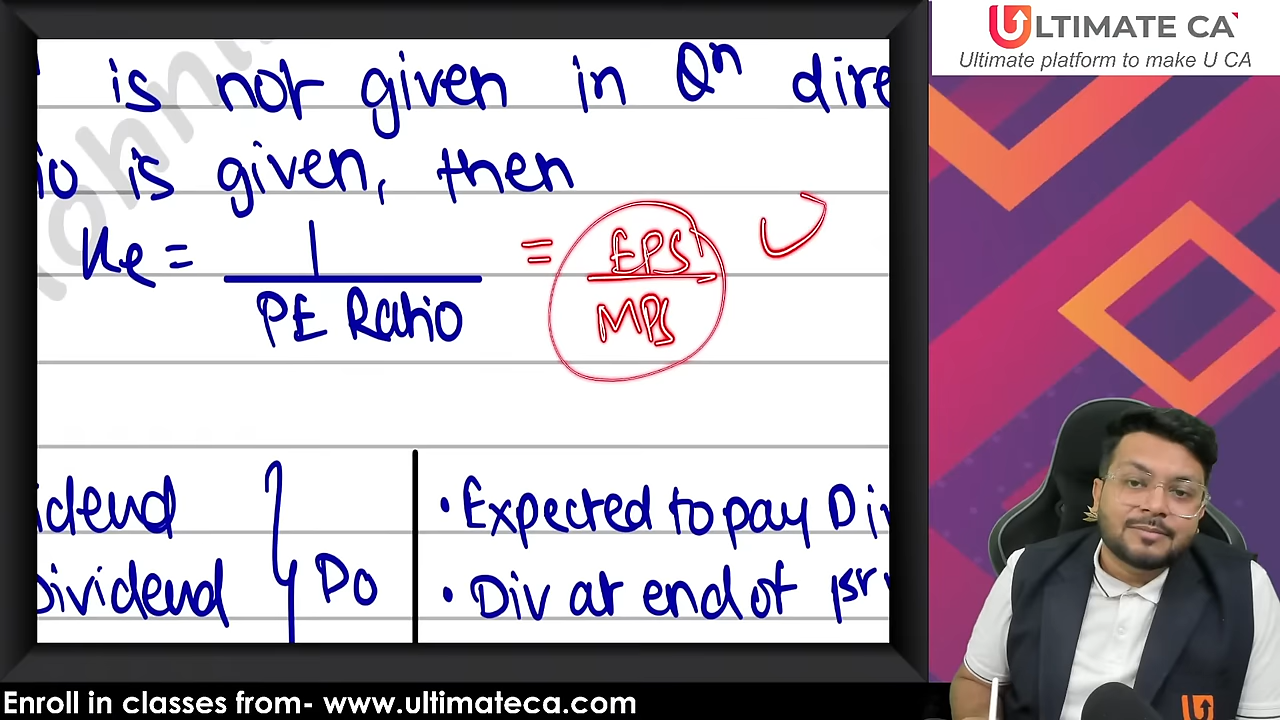 ULTIMATE CA
Ultimate platform to make U CA
is not given in Qn dire
io is given, then
Ke = 1 / PE Ratio = EPS / MPS
idend
Dividend
Do
• Expected to pay Di
• Div at end of 1st
Enroll in classes from- www.ultimateca.com